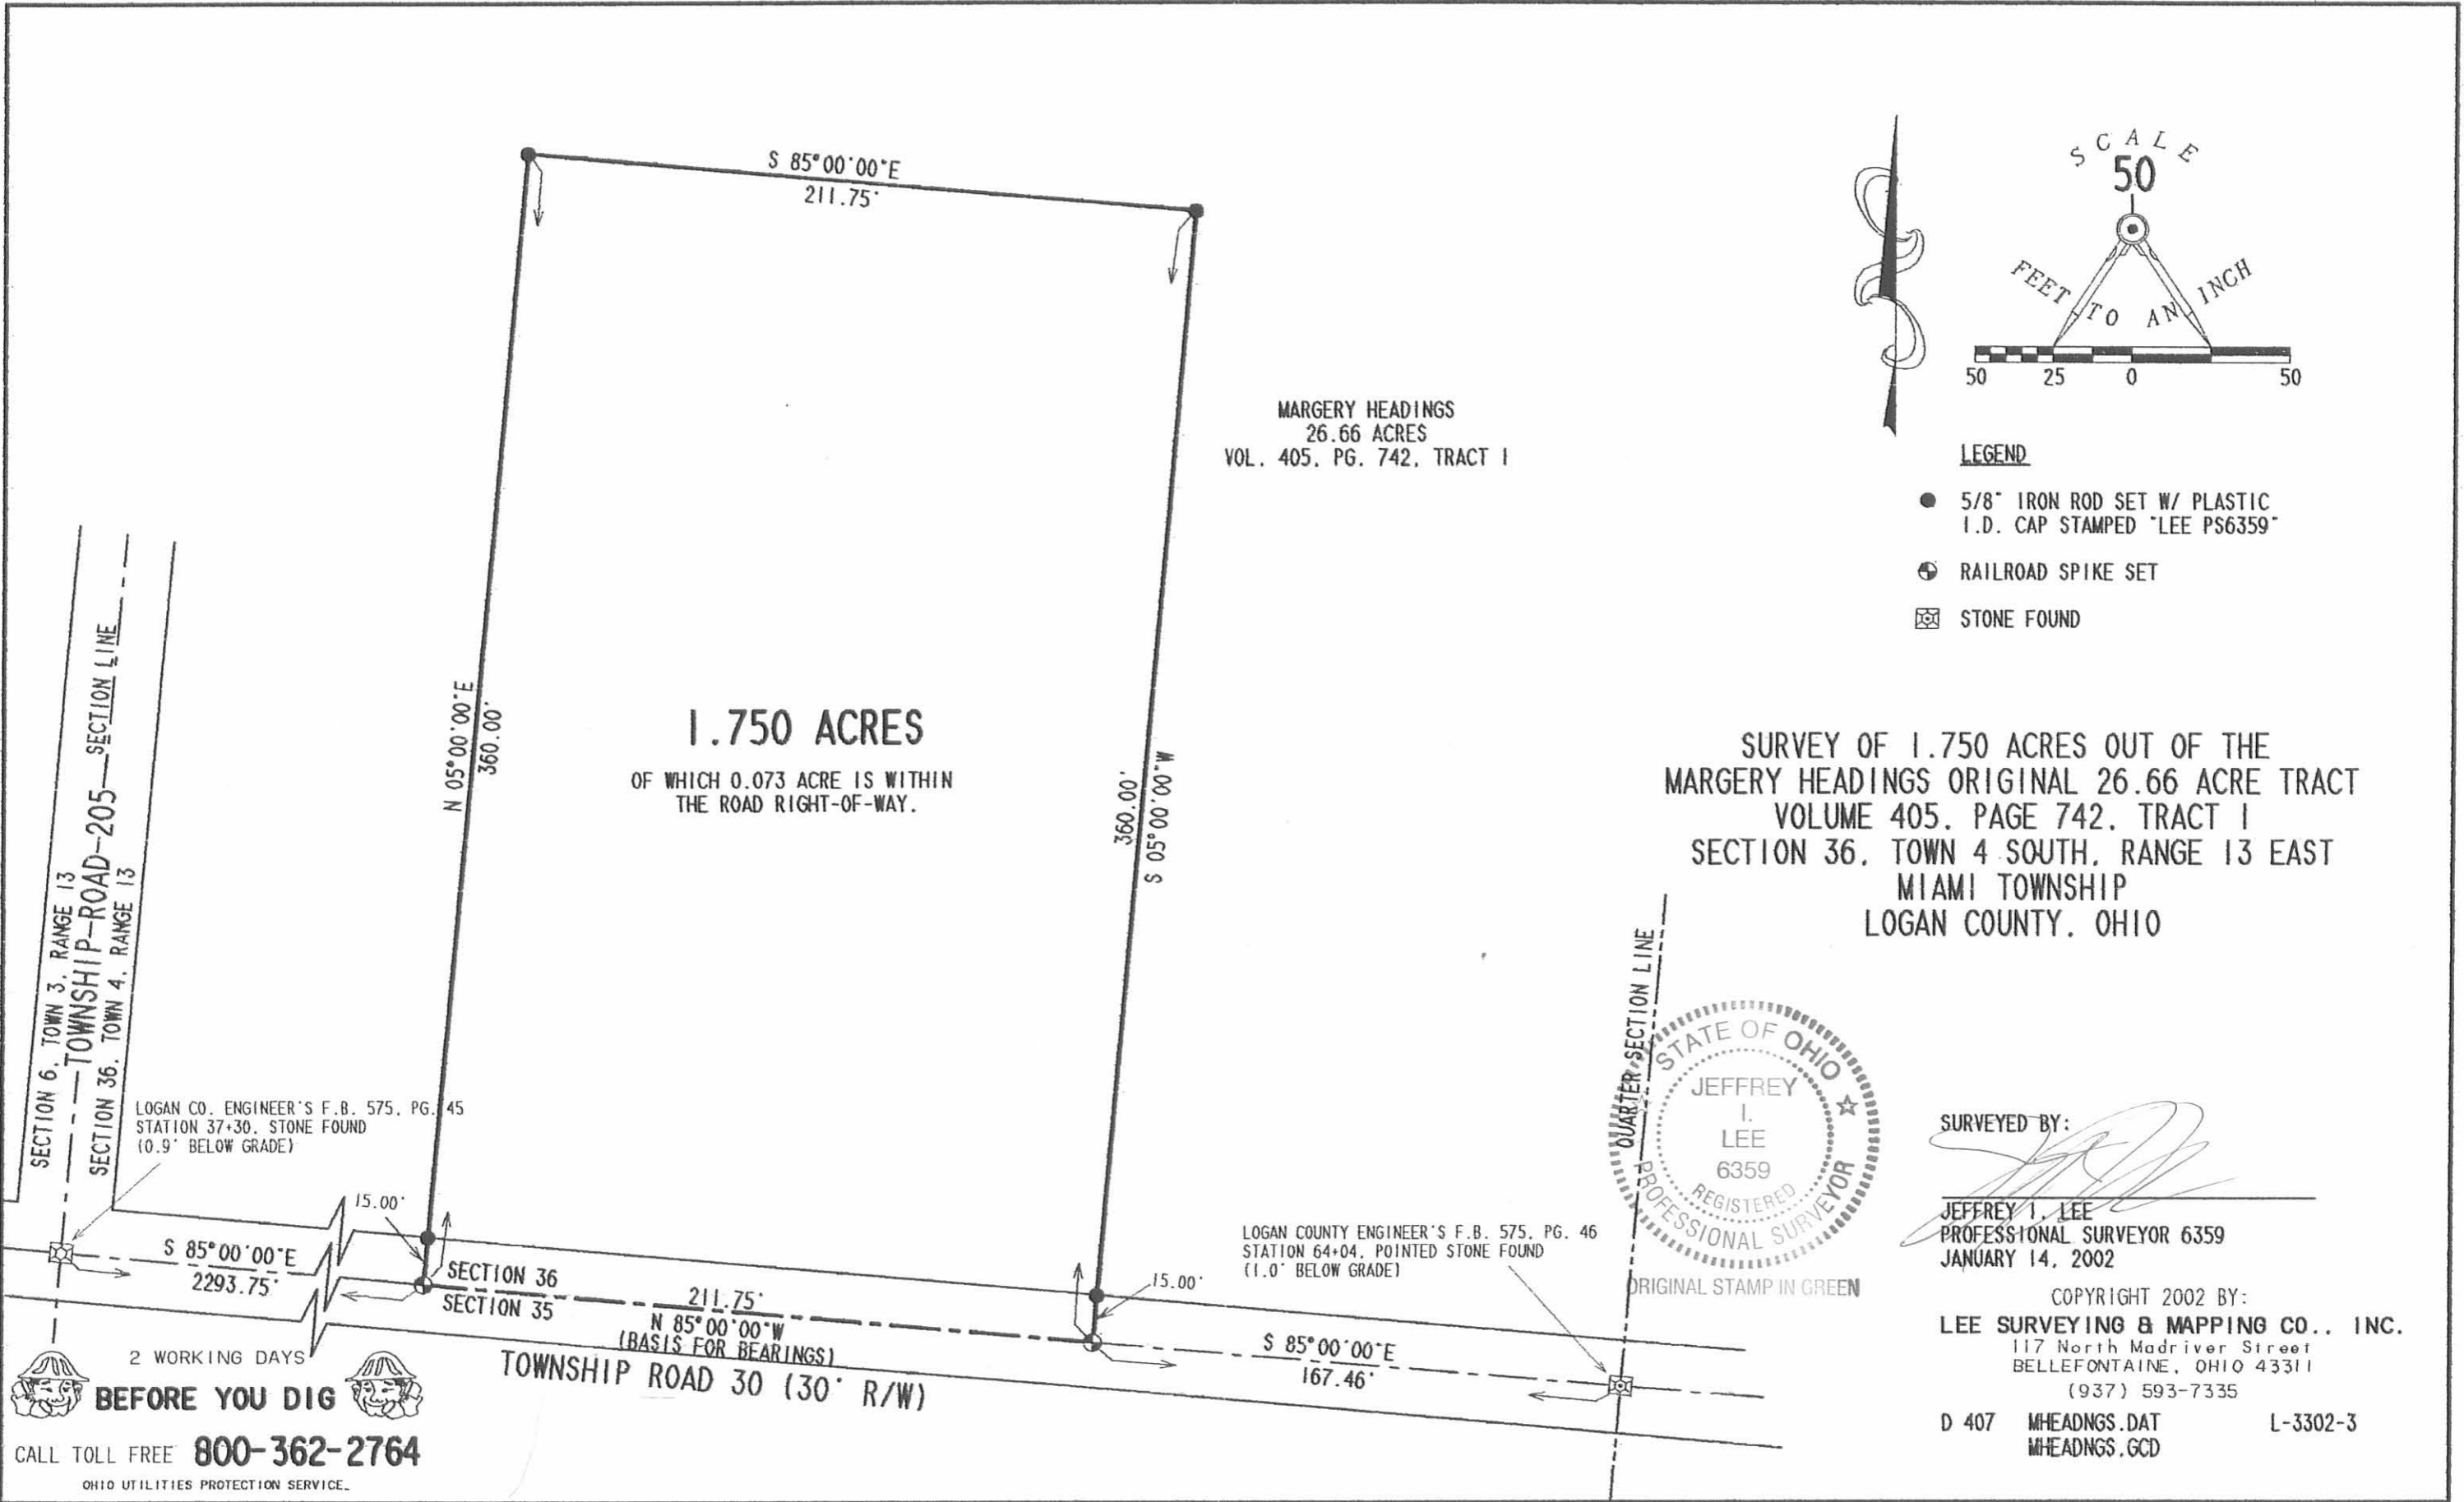 S 85°00'00"E
211.75'
N 05°00'00"E
360.00'
S 05°00'00"W
360.00'
1.750 ACRES
OF WHICH 0.073 ACRE IS WITHIN
THE ROAD RIGHT-OF-WAY.
MARGERY HEADINGS
26.66 ACRES
VOL. 405, PG. 742, TRACT I
SCALE
50
FEET TO AN INCH
50 25 0 50
LEGEND
5/8" IRON ROD SET W/ PLASTIC
I.D. CAP STAMPED "LEE PS6359"
RAILROAD SPIKE SET
STONE FOUND
SURVEY OF 1.750 ACRES OUT OF THE
MARGERY HEADINGS ORIGINAL 26.66 ACRE TRACT
VOLUME 405, PAGE 742, TRACT I
SECTION 36, TOWN 4 SOUTH, RANGE 13 EAST
MIAMI TOWNSHIP
LOGAN COUNTY, OHIO
SECTION 6, TOWN 3, RANGE 13
TOWNSHIP-ROAD-205
SECTION LINE
SECTION 36, TOWN 4, RANGE 13
LOGAN CO. ENGINEER'S F.B. 575, PG. 45
STATION 37+30, STONE FOUND
(0.9' BELOW GRADE)
15.00'
S 85°00'00"E
2293.75'
SECTION 36
SECTION 35
211.75'
N 85°00'00"W
(BASIS FOR BEARINGS)
TOWNSHIP ROAD 30 (30' R/W)
15.00'
LOGAN COUNTY ENGINEER'S F.B. 575, PG. 46
STATION 64+04, POINTED STONE FOUND
(1.0' BELOW GRADE)
S 85°00'00"E
167.46'
QUARTER SECTION LINE
STATE OF OHIO
JEFFREY
I.
LEE
6359
REGISTERED
PROFESSIONAL SURVEYOR
ORIGINAL STAMP IN GREEN
SURVEYED BY:
JEFFREY I. LEE
PROFESSIONAL SURVEYOR 6359
JANUARY 14, 2002
COPYRIGHT 2002 BY:
LEE SURVEYING & MAPPING CO., INC.
117 North Madriver Street
BELLEFONTAINE, OHIO 43311
(937) 593-7335
D 407 MHEADNGS.DAT L-3302-3
MHEADNGS.GCD
2 WORKING DAYS
BEFORE YOU DIG
CALL TOLL FREE 800-362-2764
OHIO UTILITIES PROTECTION SERVICE.